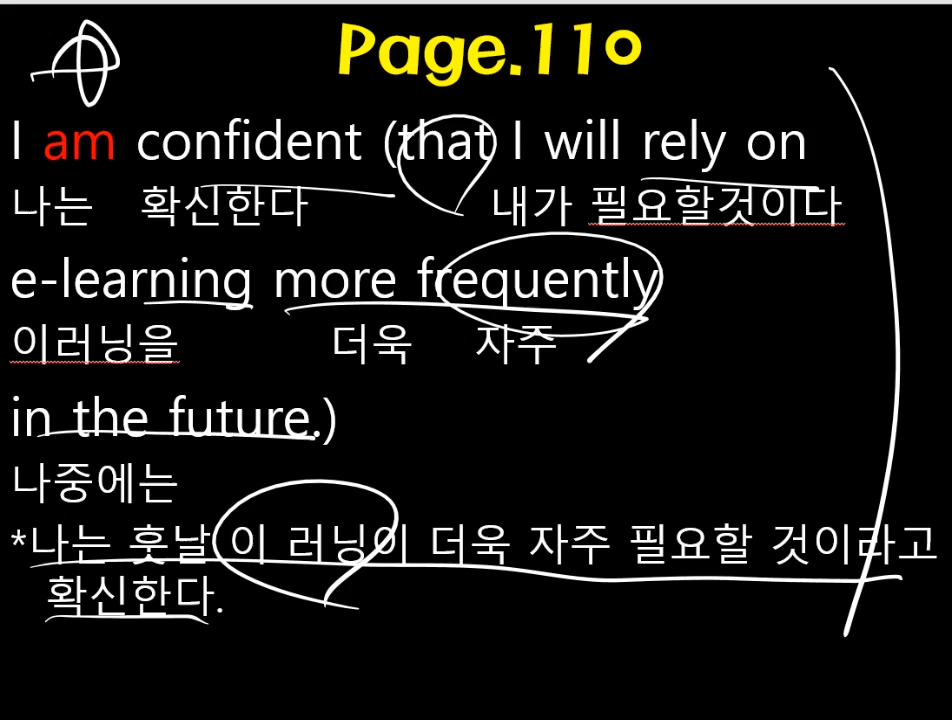 Page.110
I am confident (that I will rely on
나는 확신한다 내가 필요할것이다
e-learning more frequently
이러닝을 더욱 자주
in the future.)
나중에는
*나는 훗날 이 러닝이 더욱 자주 필요할 것이라고
확신한다.